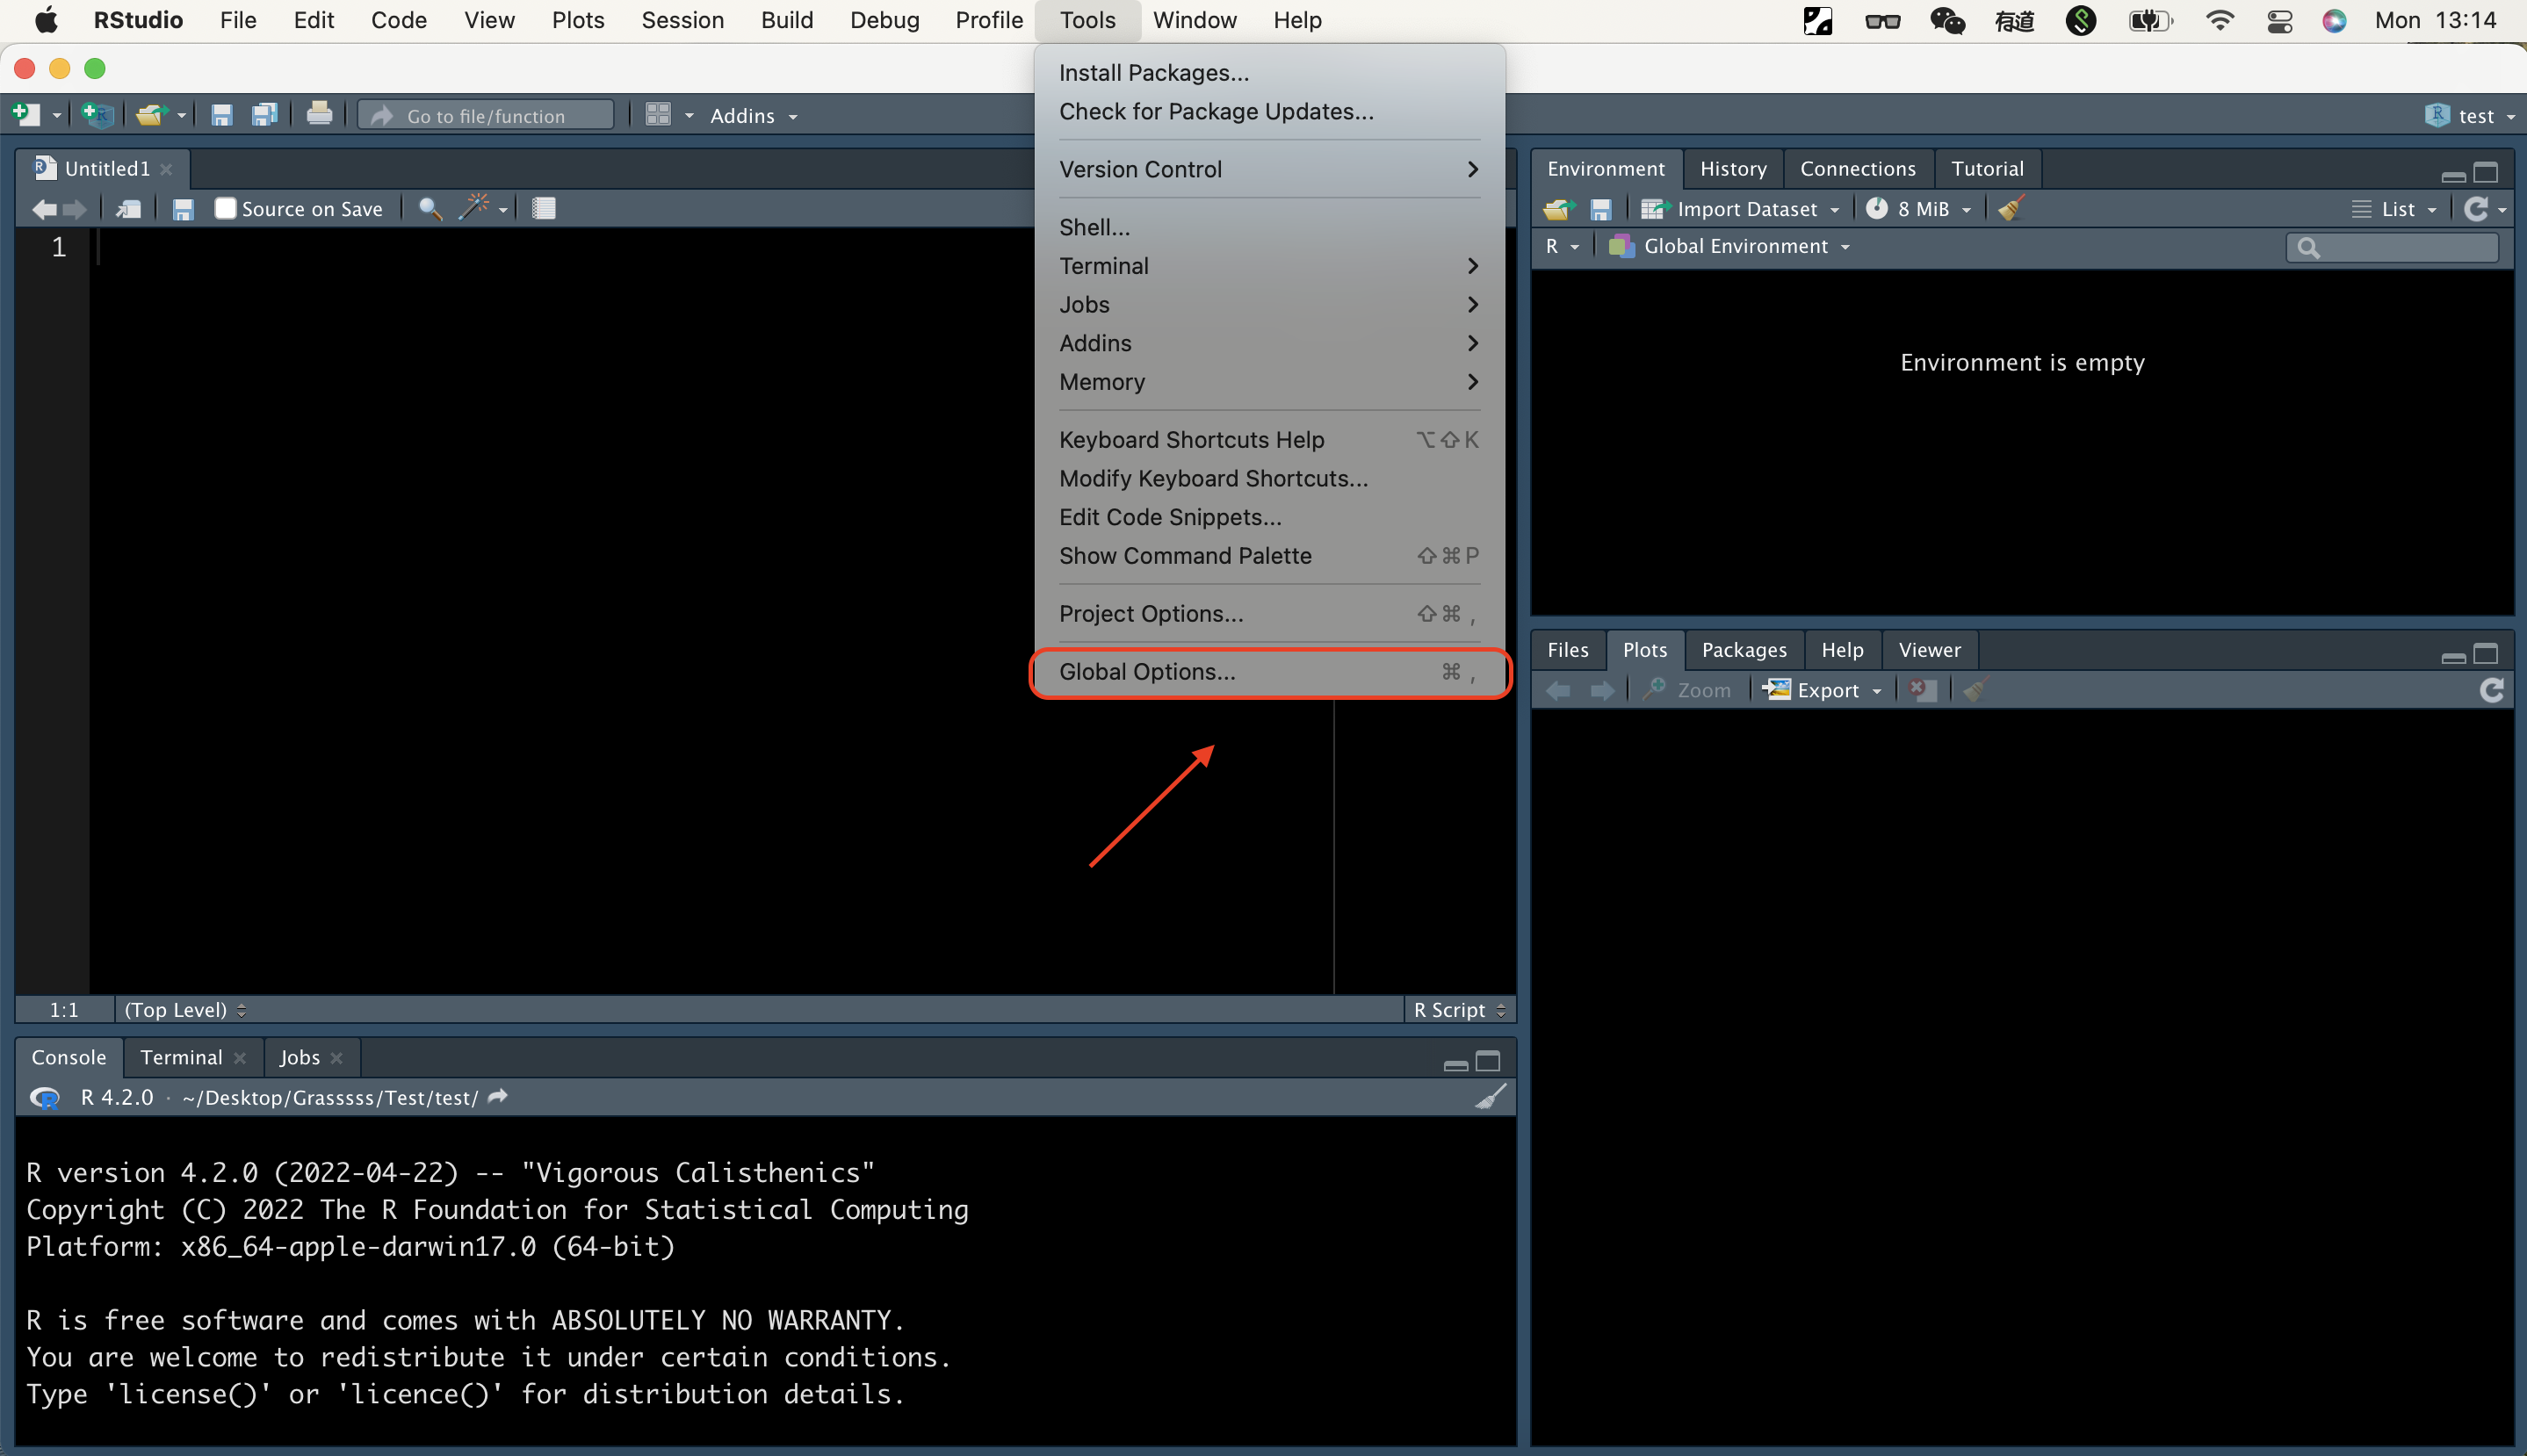 RStudio File Edit Code View Plots Session Build Debug Profile Tools Window Help 有道 Mon 13:14
Install Packages...
Check for Package Updates...
Version Control
Shell...
Terminal
Jobs
Addins
Memory
Keyboard Shortcuts Help ⌥⇧K
Modify Keyboard Shortcuts...
Edit Code Snippets...
Show Command Palette ⇧⌘P
Project Options... ⇧⌘,
Global Options... ⌘,
Go to file/function Addins test
Untitled1
Source on Save
1
1:1 (Top Level) R Script
Environment History Connections Tutorial
Import Dataset 8 MiB List
R Global Environment
Environment is empty
Files Plots Packages Help Viewer
Zoom Export
Console Terminal Jobs
R 4.2.0 · ~/Desktop/Grasssss/Test/test/
R version 4.2.0 (2022-04-22) -- "Vigorous Calisthenics"
Copyright (C) 2022 The R Foundation for Statistical Computing
Platform: x86_64-apple-darwin17.0 (64-bit)
R is free software and comes with ABSOLUTELY NO WARRANTY.
You are welcome to redistribute it under certain conditions.
Type 'license()' or 'licence()' for distribution details.